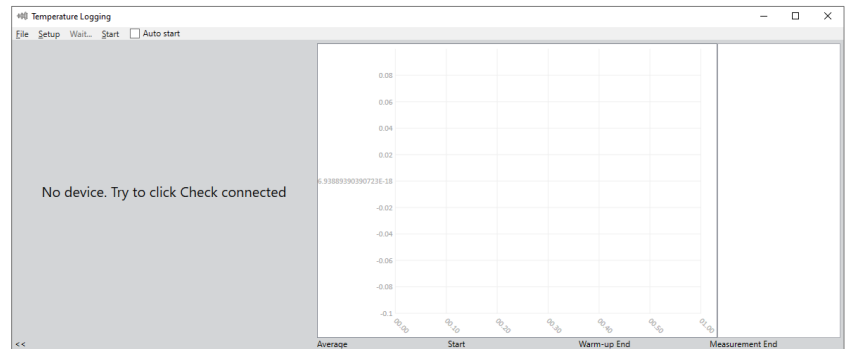 Temperature Logging
File Setup Wait... Start Auto start
0.08
0.06
0.04
0.02
6.9388939039072​3E-18
-0.02
-0.04
-0.06
-0.08
-0.1
No device. Try to click Check connected
00.00 00.10 00.20 00.30 00.40 00.50 01.00
<< Average Start Warm-up End Measurement End